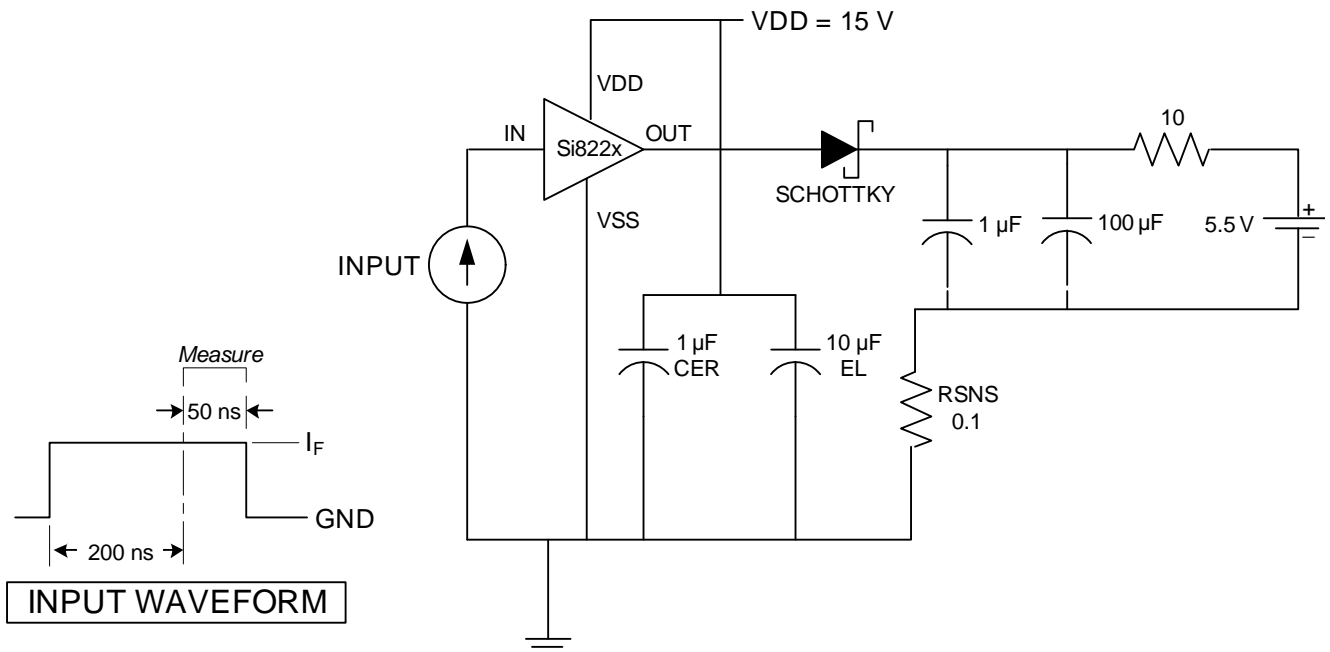 VDD = 15 V
VDD
IN
Si822x
OUT
10
SCHOTTKY
VSS
1 µF
100 µF
5.5 V
+
–
INPUT
1 µF
CER
10 µF
EL
RSNS
0.1
Measure
50 ns
I_F
GND
200 ns
INPUT WAVEFORM